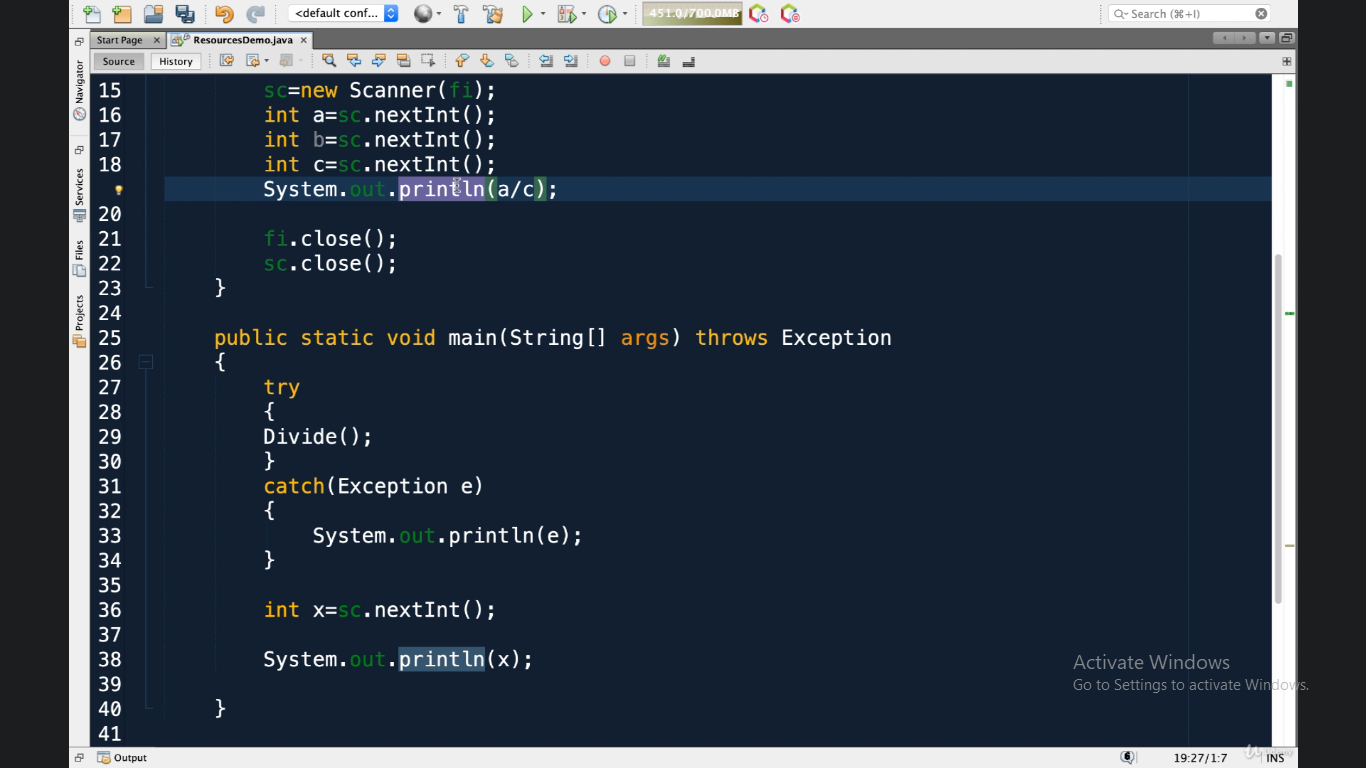 <default conf...
451.0/700.0MB
Search (⌘+I)
Start Page
ResourcesDemo.java
Source
History
Navigator
Services
Files
Projects
15 sc=new Scanner(fi);
16 int a=sc.nextInt();
17 int b=sc.nextInt();
18 int c=sc.nextInt();
System.out.println(a/c);
20
21 fi.close();
22 sc.close();
23 }
24
25 public static void main(String[] args) throws Exception
26 {
27 try
28 {
29 Divide();
30 }
31 catch(Exception e)
32 {
33 System.out.println(e);
34 }
35
36 int x=sc.nextInt();
37
38 System.out.println(x);
39
40 }
41
Activate Windows
Go to Settings to activate Windows.
Output
6
19:27/1:7
INS